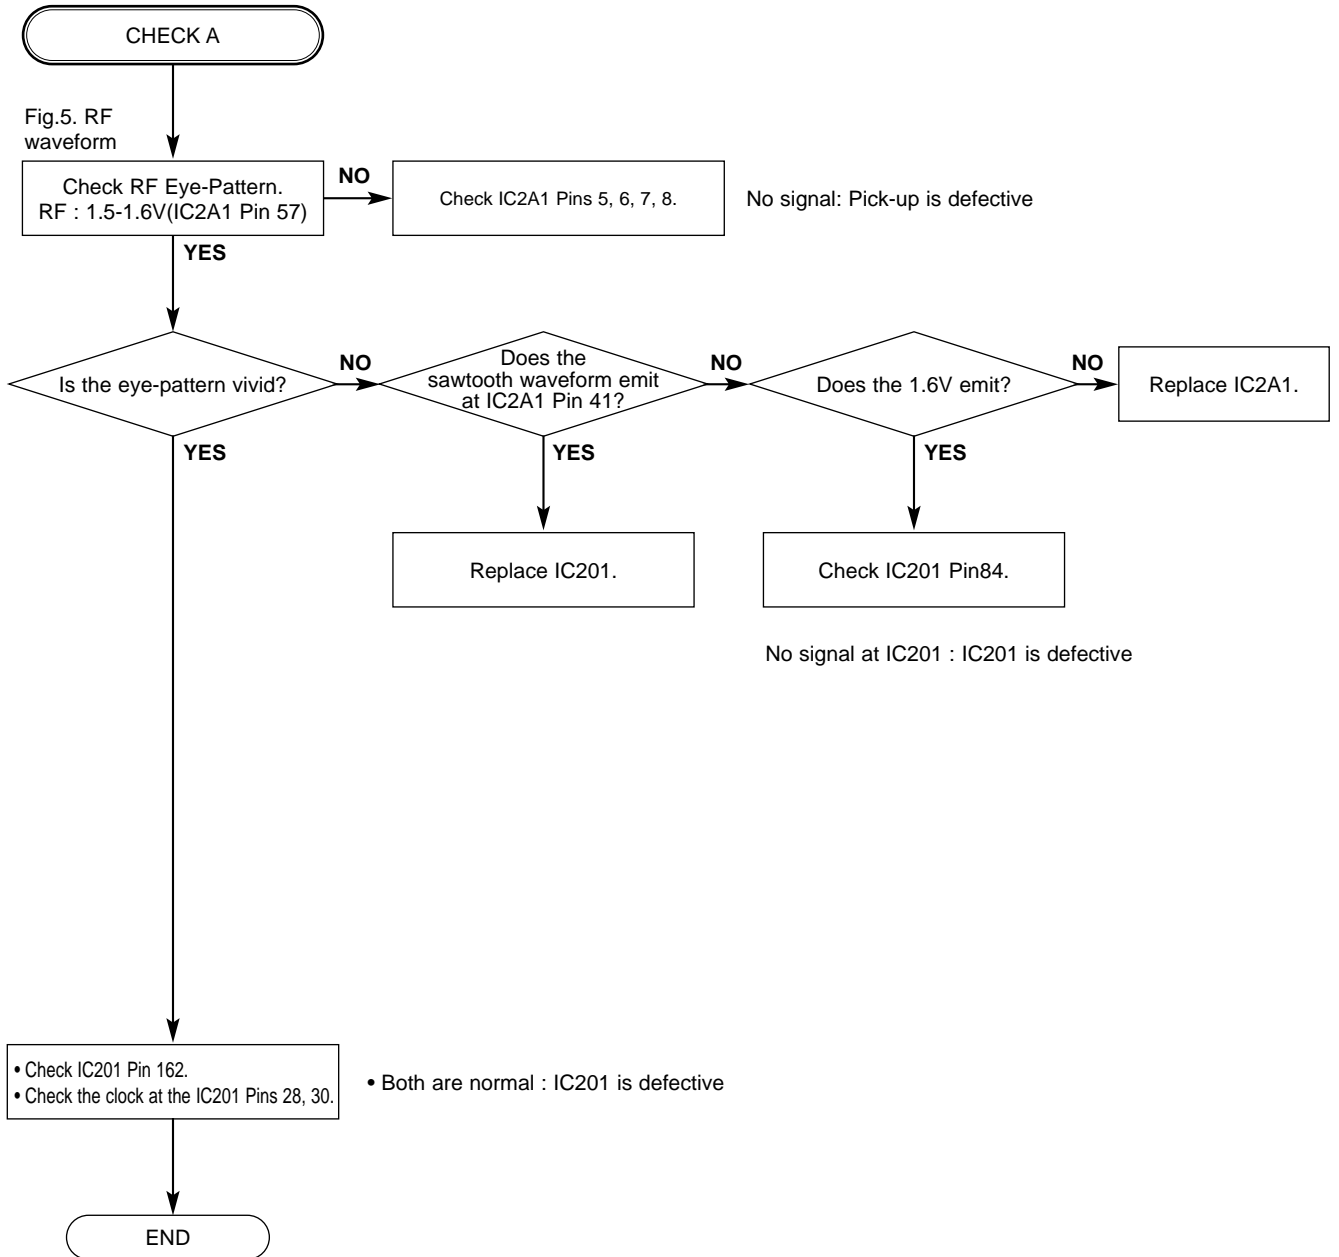 CHECK A
Fig.5. RF
waveform
Check RF Eye-Pattern.
RF : 1.5-1.6V(IC2A1 Pin 57)
NO
Check IC2A1 Pins 5, 6, 7, 8.
No signal: Pick-up is defective
YES
Is the eye-pattern vivid?
NO
Does the
sawtooth waveform emit
at IC2A1 Pin 41?
NO
Does the 1.6V emit?
NO
Replace IC2A1.
YES
YES
YES
Replace IC201.
Check IC201 Pin84.
No signal at IC201 : IC201 is defective
• Check IC201 Pin 162.
• Check the clock at the IC201 Pins 28, 30.
• Both are normal : IC201 is defective
END